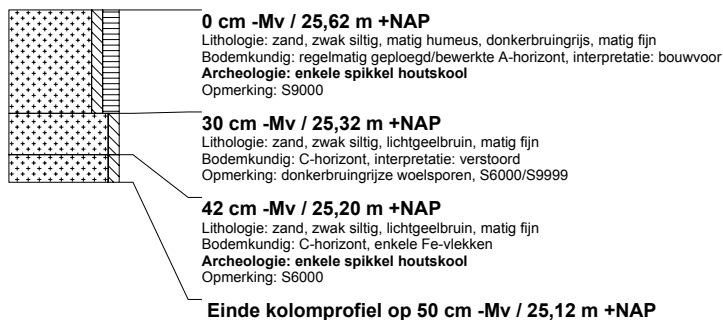 0 cm -Mv / 25,62 m +NAP
Lithologie: zand, zwak siltig, matig humeus, donkerbruingrijs, matig fijn
Bodemkundig: regelmatig geploegd/bewerkte A-horizont, interpretatie: bouwvoor
Archeologie: enkele spikkel houtskool
Opmerking: S9000
30 cm -Mv / 25,32 m +NAP
Lithologie: zand, zwak siltig, lichtgeelbruin, matig fijn
Bodemkundig: C-horizont, interpretatie: verstoord
Opmerking: donkerbruingrijze woelsporen, S6000/S9999
42 cm -Mv / 25,20 m +NAP
Lithologie: zand, zwak siltig, lichtgeelbruin, matig fijn
Bodemkundig: C-horizont, enkele Fe-vlekken
Archeologie: enkele spikkel houtskool
Opmerking: S6000
Einde kolomprofiel op 50 cm -Mv / 25,12 m +NAP